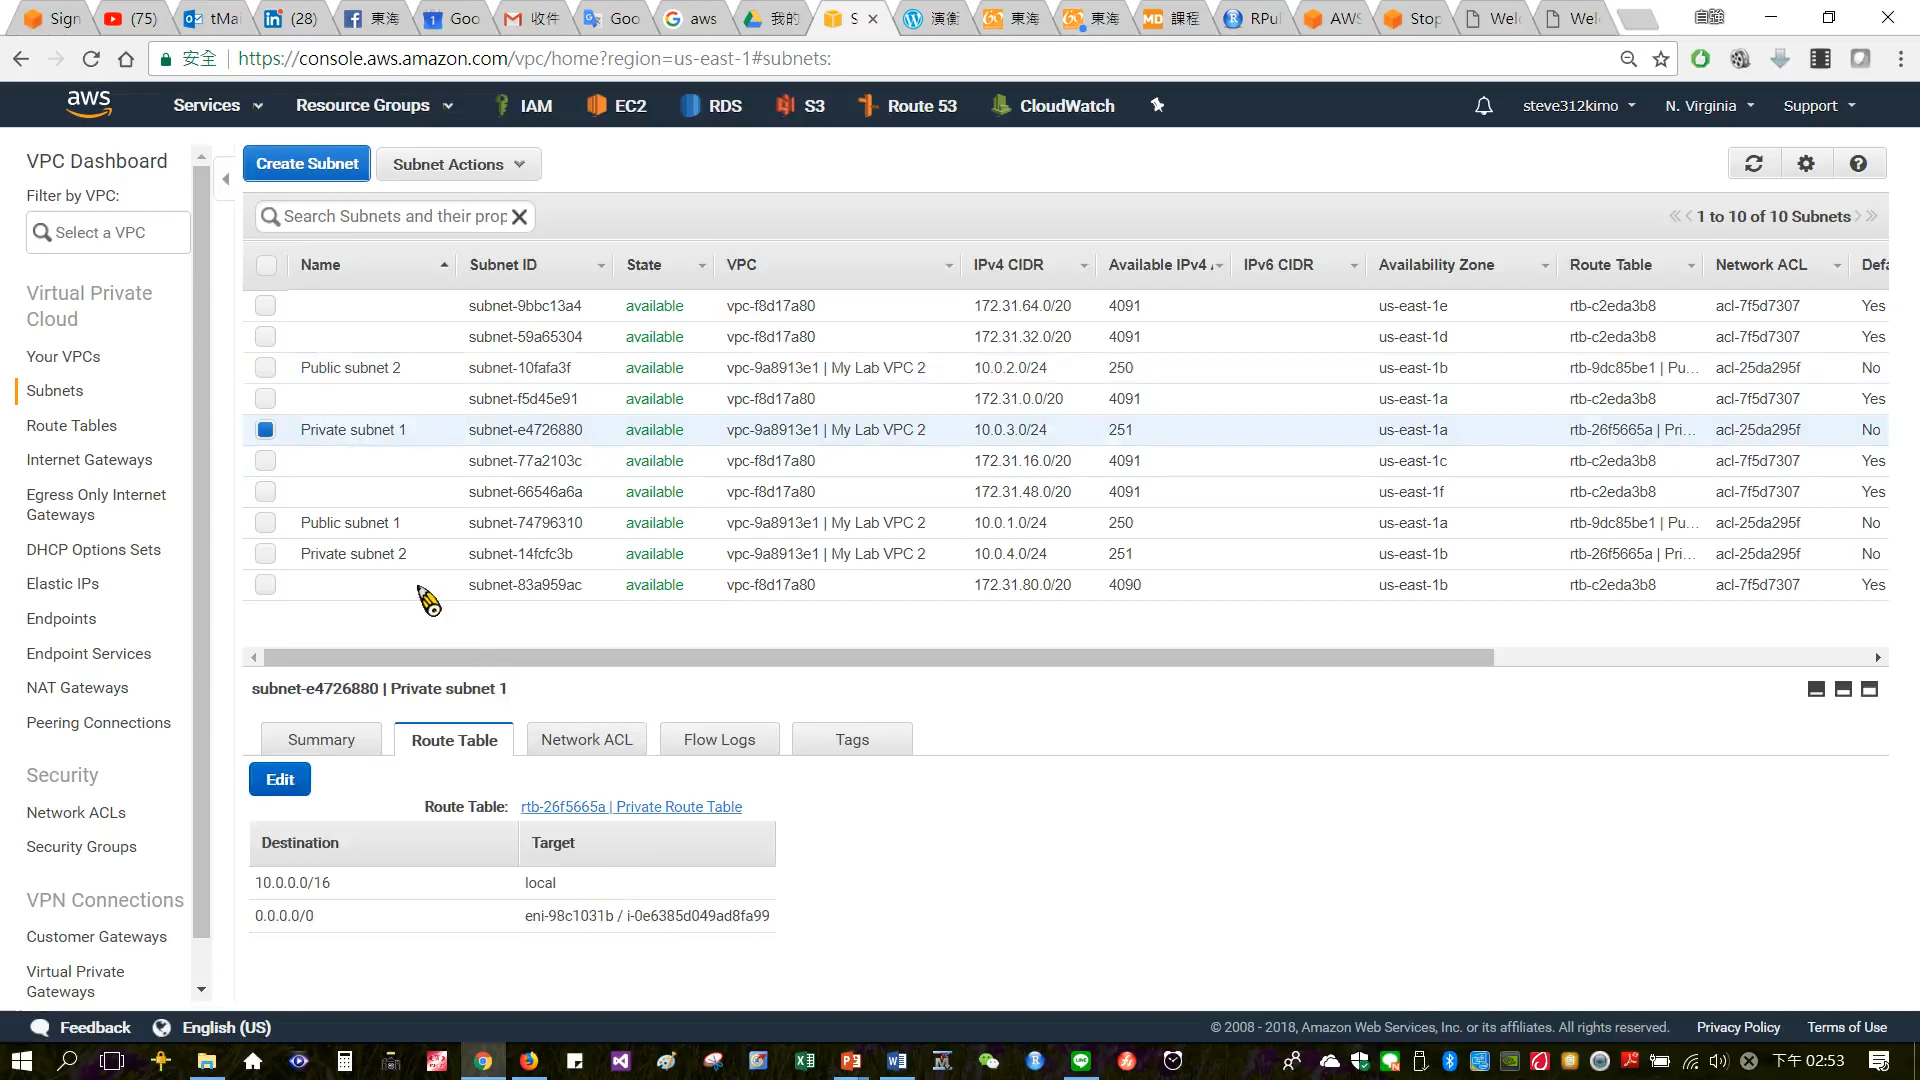 Sign
(75)
tMai
(28)
東海
Goo
收件
Goo
aws
我的
S
演衡
東海
東海
MD 課程
RPul
AWS
Stop
Welc
Welc
自強
安全 https://console.aws.amazon.com/vpc/home?region=us-east-1#subnets:
aws Services Resource Groups IAM EC2 RDS S3 Route 53 CloudWatch steve312kimo N. Virginia Support
VPC Dashboard
Filter by VPC:
Select a VPC
Virtual Private
Cloud
Your VPCs
Subnets
Route Tables
Internet Gateways
Egress Only Internet
Gateways
DHCP Options Sets
Elastic IPs
Endpoints
Endpoint Services
NAT Gateways
Peering Connections
Security
Network ACLs
Security Groups
VPN Connections
Customer Gateways
Virtual Private
Gateways
Create Subnet Subnet Actions
Search Subnets and their prop
1 to 10 of 10 Subnets
Name Subnet ID State VPC IPv4 CIDR Available IPv4 IPv6 CIDR Availability Zone Route Table Network ACL Defa
subnet-9bbc13a4 available vpc-f8d17a80 172.31.64.0/20 4091 us-east-1e rtb-c2eda3b8 acl-7f5d7307 Yes
subnet-59a65304 available vpc-f8d17a80 172.31.32.0/20 4091 us-east-1d rtb-c2eda3b8 acl-7f5d7307 Yes
Public subnet 2 subnet-10fafa3f available vpc-9a8913e1 | My Lab VPC 2 10.0.2.0/24 250 us-east-1b rtb-9dc85be1 | Pu... acl-25da295f No
subnet-f5d45e91 available vpc-f8d17a80 172.31.0.0/20 4091 us-east-1a rtb-c2eda3b8 acl-7f5d7307 Yes
Private subnet 1 subnet-e4726880 available vpc-9a8913e1 | My Lab VPC 2 10.0.3.0/24 251 us-east-1a rtb-26f5665a | Pri... acl-25da295f No
subnet-77a2103c available vpc-f8d17a80 172.31.16.0/20 4091 us-east-1c rtb-c2eda3b8 acl-7f5d7307 Yes
subnet-66546a6a available vpc-f8d17a80 172.31.48.0/20 4091 us-east-1f rtb-c2eda3b8 acl-7f5d7307 Yes
Public subnet 1 subnet-74796310 available vpc-9a8913e1 | My Lab VPC 2 10.0.1.0/24 250 us-east-1a rtb-9dc85be1 | Pu... acl-25da295f No
Private subnet 2 subnet-14fcfc3b available vpc-9a8913e1 | My Lab VPC 2 10.0.4.0/24 251 us-east-1b rtb-26f5665a | Pri... acl-25da295f No
subnet-83a959ac available vpc-f8d17a80 172.31.80.0/20 4090 us-east-1b rtb-c2eda3b8 acl-7f5d7307 Yes
subnet-e4726880 | Private subnet 1
Summary Route Table Network ACL Flow Logs Tags
Edit
Route Table: rtb-26f5665a | Private Route Table
Destination Target
10.0.0.0/16 local
0.0.0.0/0 eni-98c1031b / i-0e6385d049ad8fa99
Feedback English (US) © 2008 - 2018, Amazon Web Services, Inc. or its affiliates. All rights reserved. Privacy Policy Terms of Use
下午 02:53